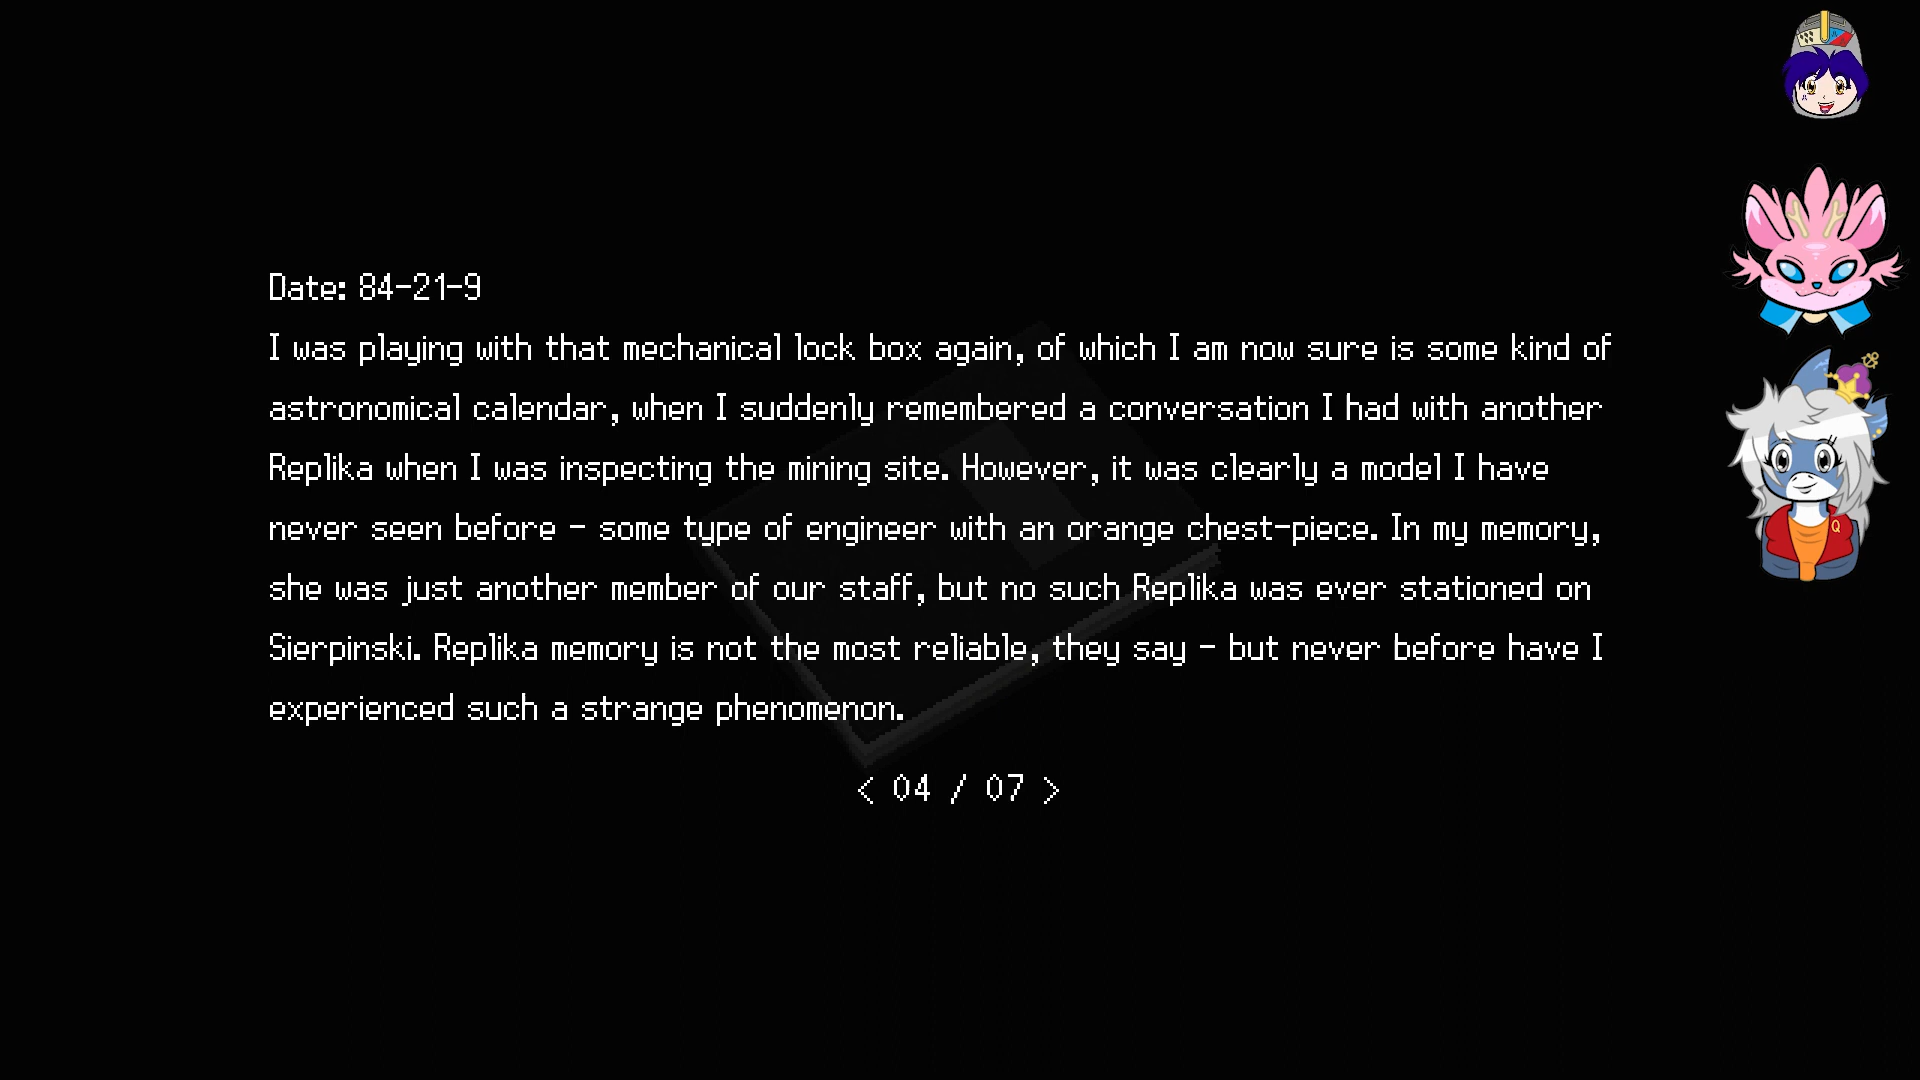 Date: 84-21-9
I was playing with that mechanical lock box again, of which I am now sure is some kind of
astronomical calendar, when I suddenly remembered a conversation I had with another
Replika when I was inspecting the mining site. However, it was clearly a model I have
never seen before - some type of engineer with an orange chest-piece. In my memory,
she was just another member of our staff, but no such Replika was ever stationed on
Sierpinski. Replika memory is not the most reliable, they say - but never before have I
experienced such a strange phenomenon.
< 04 / 07 >
Q